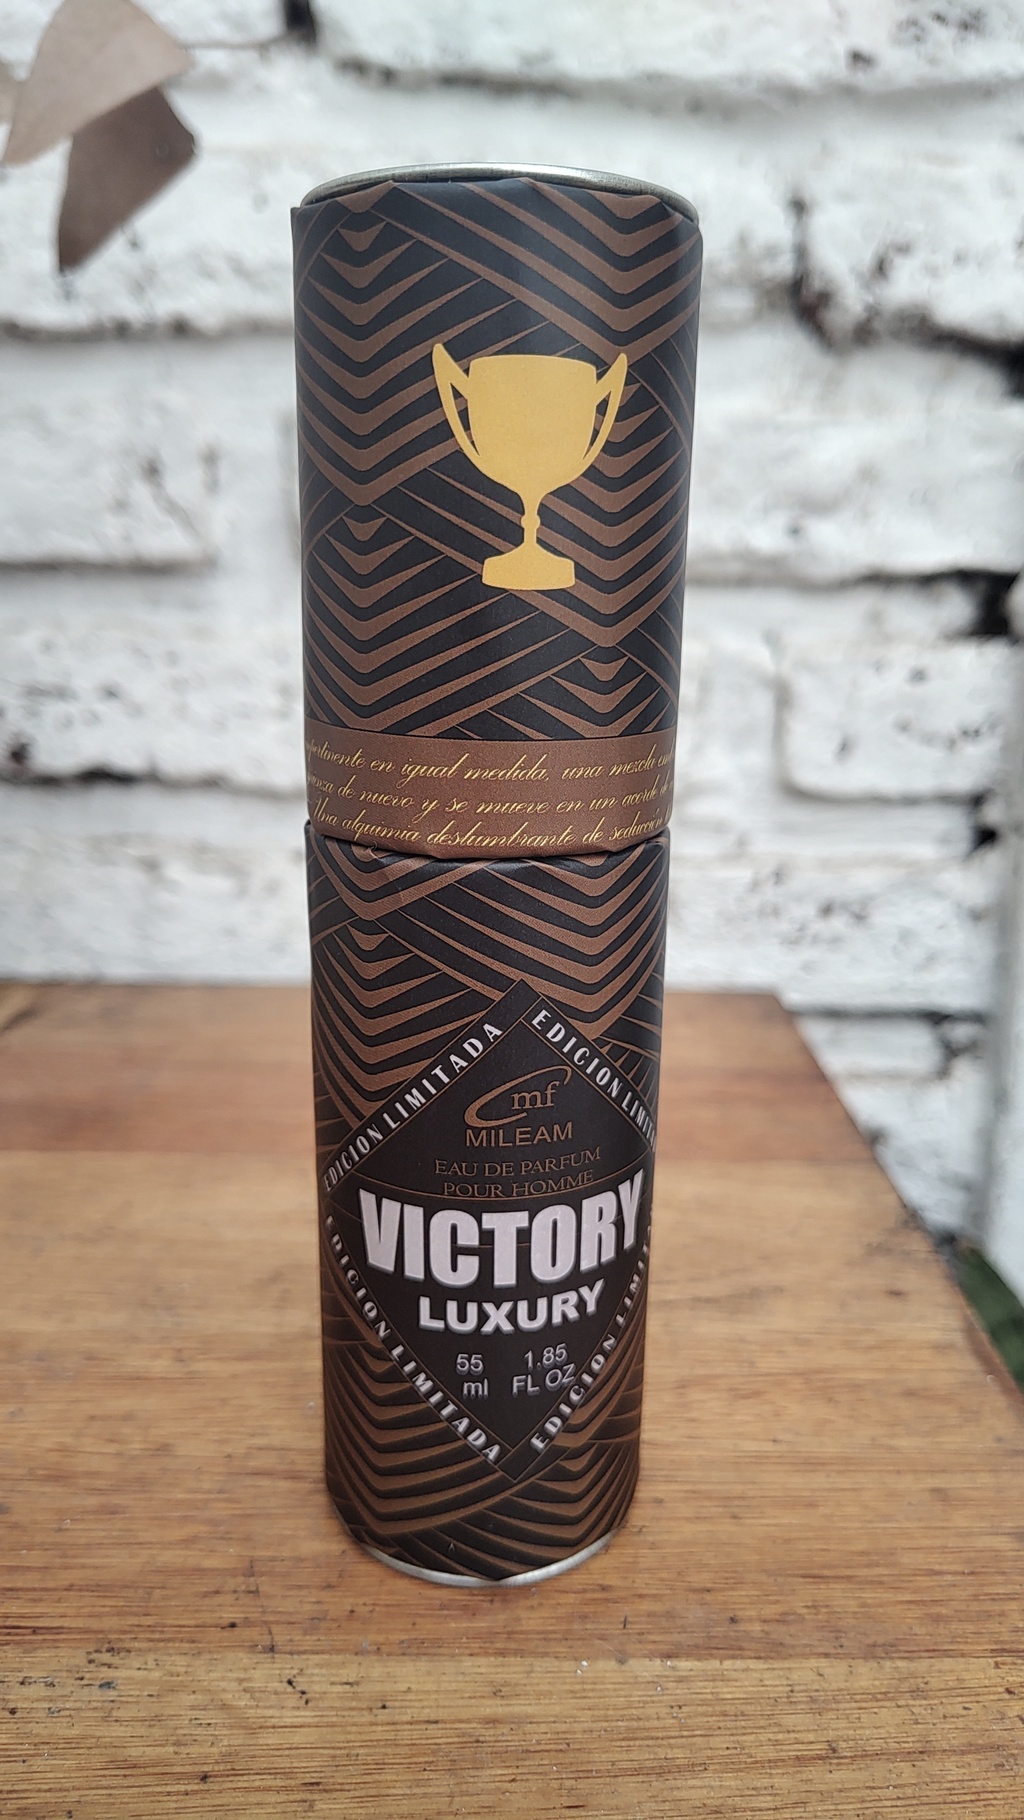 en igual medida, una mezcla
de nuevo y se mueve en un acorde
Una alquimia deslumbrante de seducción
EDICION LIMITADA
EDICION
mf
MILEAM
EAU DE PARFUM
POUR HOMME
VICTORY
LUXURY
55 ml
1.85 FL OZ
EDICION LIMITADA
EDICION